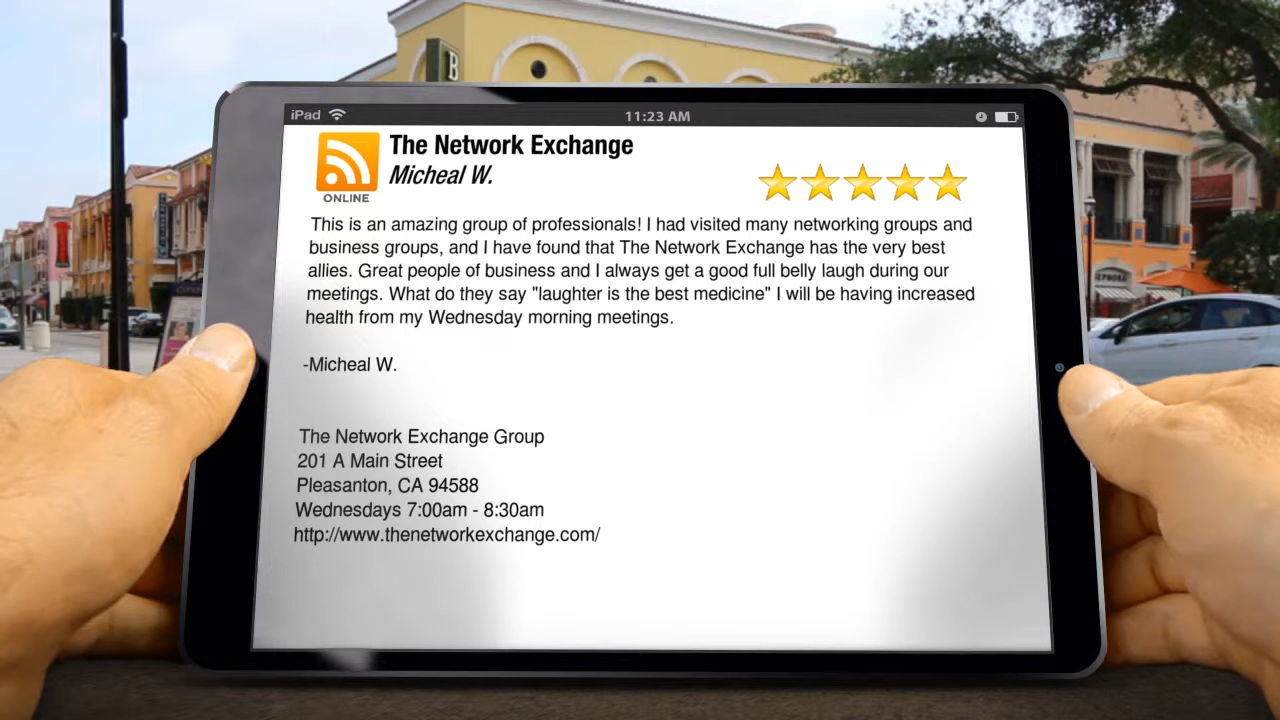 B
iPad
11:23 AM
The Network Exchange
Micheal W.
ONLINE
This is an amazing group of professionals! I had visited many networking groups and
business groups, and I have found that The Network Exchange has the very best
allies. Great people of business and I always get a good full belly laugh during our
meetings. What do they say "laughter is the best medicine" I will be having increased
health from my Wednesday morning meetings.
-Micheal W.
The Network Exchange Group
201 A Main Street
Pleasanton, CA 94588
Wednesdays 7:00am - 8:30am
http://www.thenetworkexchange.com/
SEPHORA